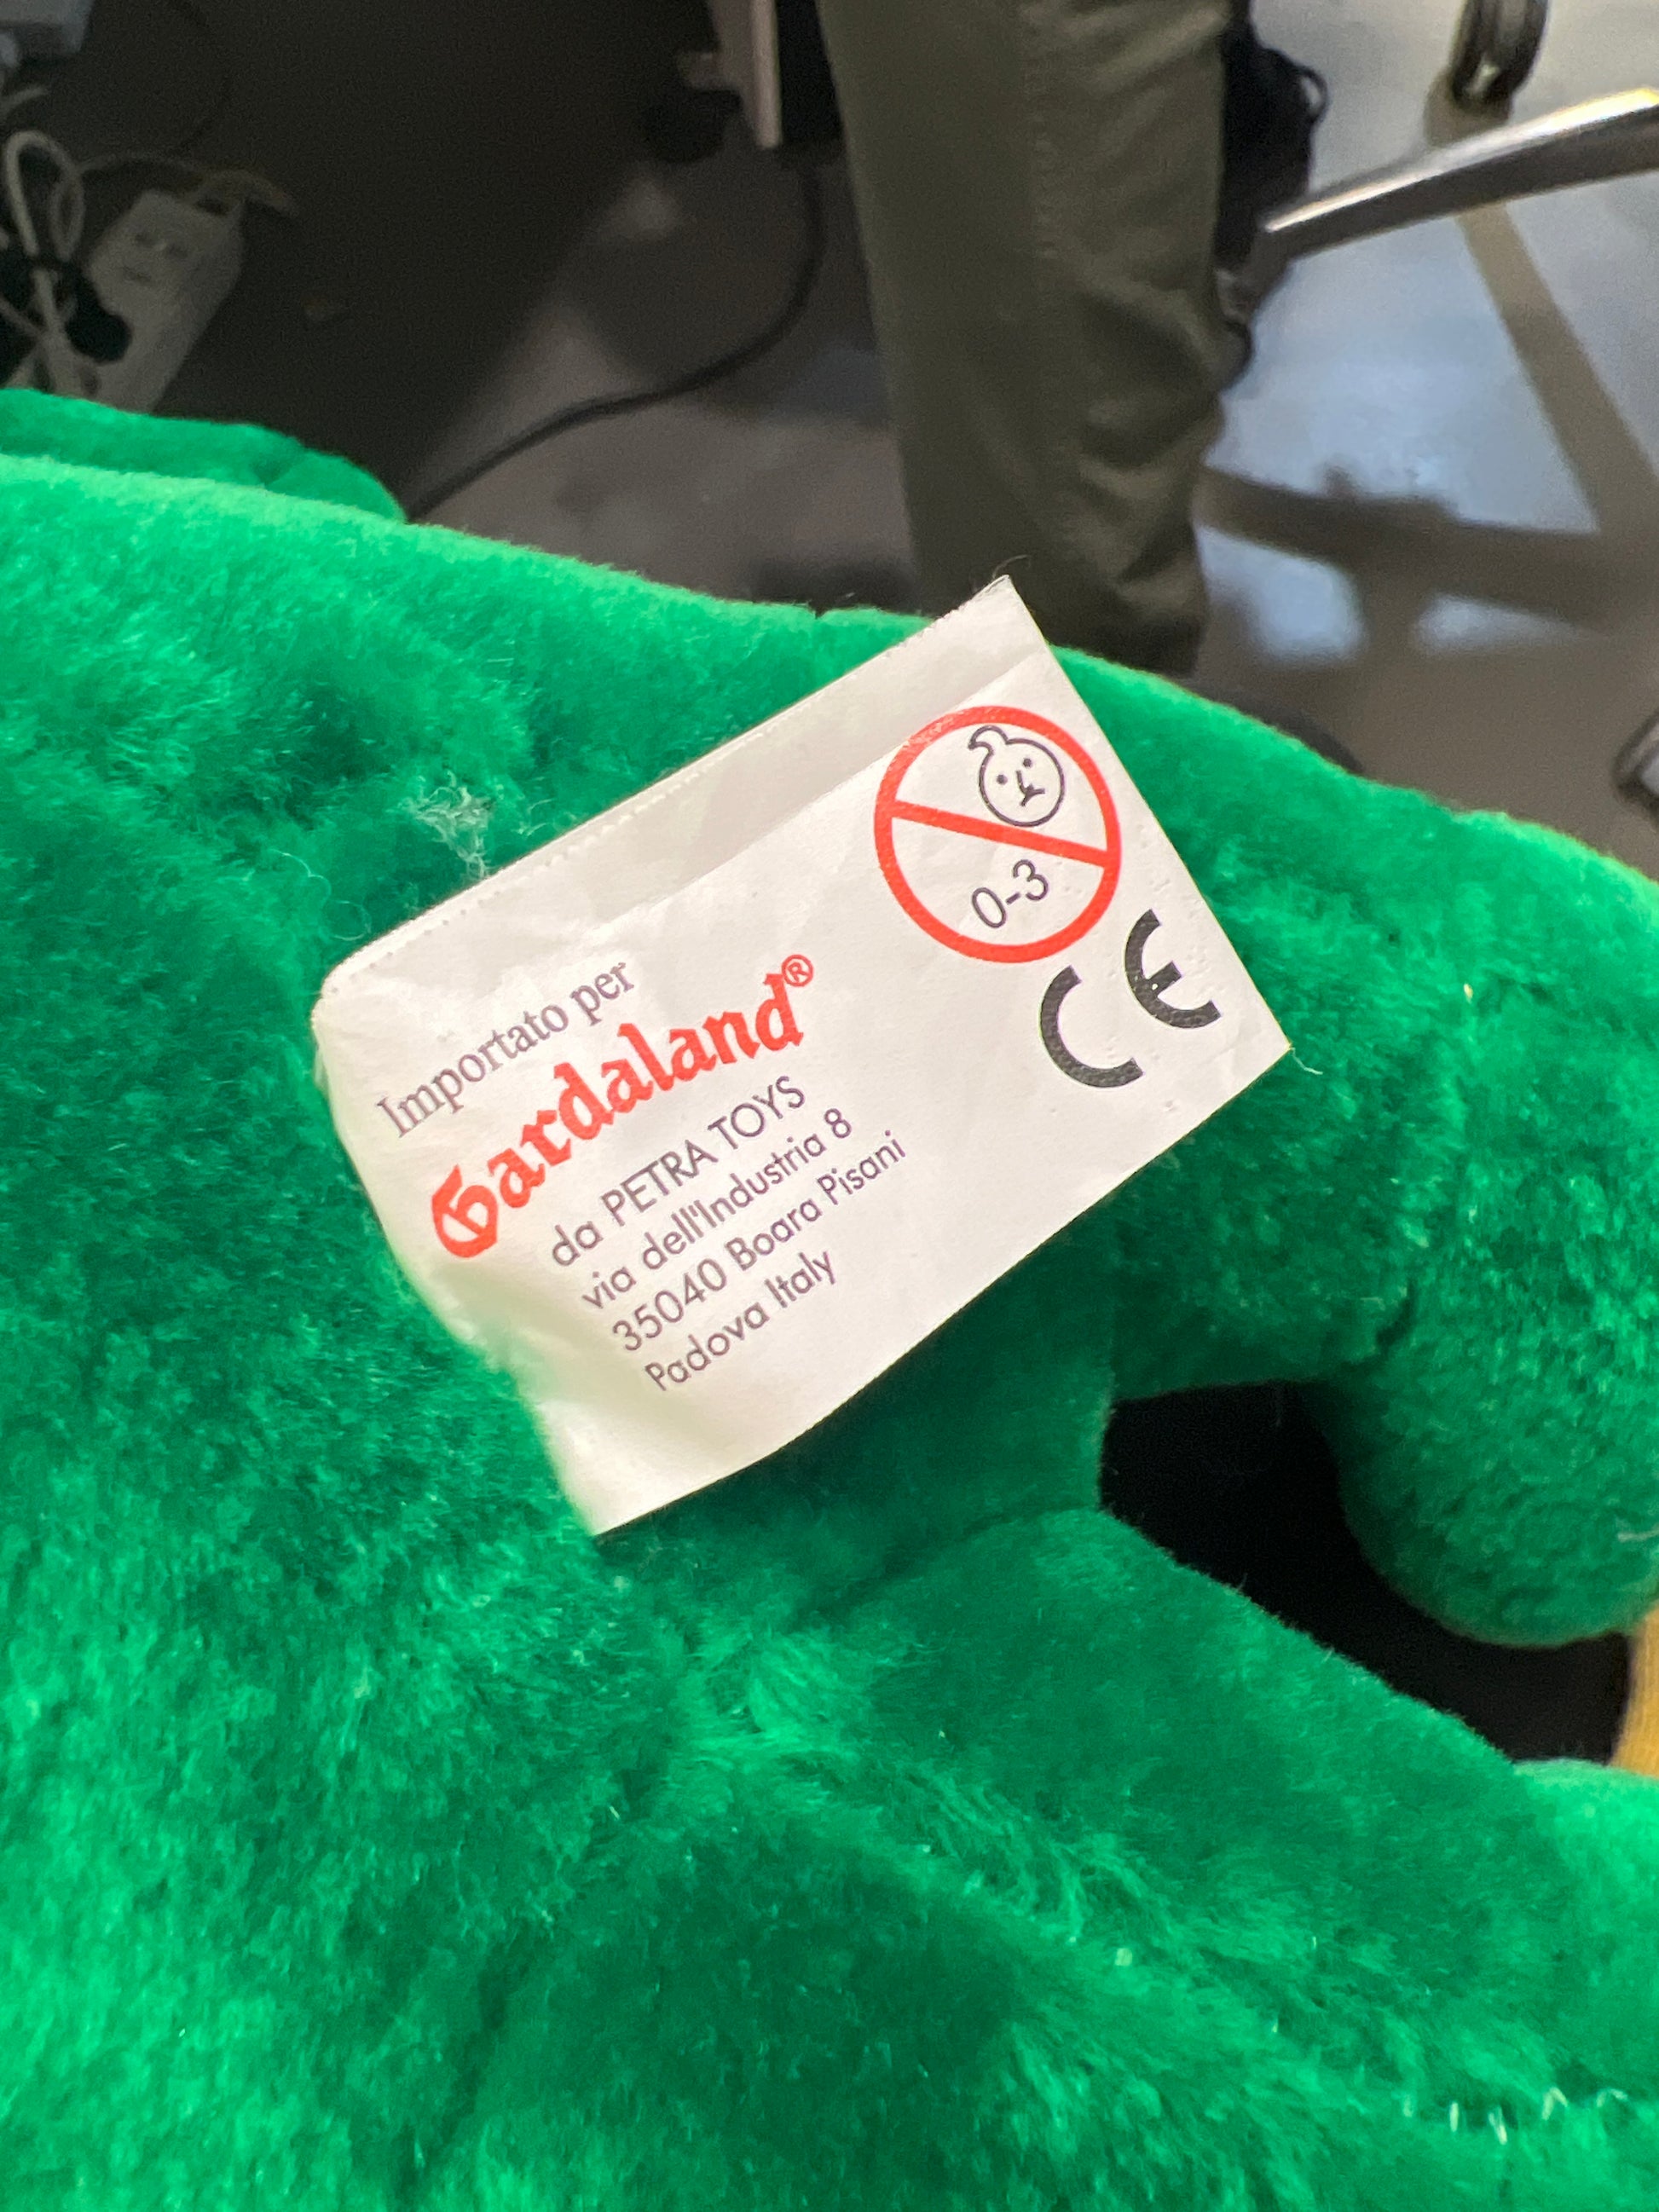 Importato per
Gardaland®
da PETRA TOYS
via dell'Industria 8
35040 Boara Pisani
Padova Italy
0-3
CE